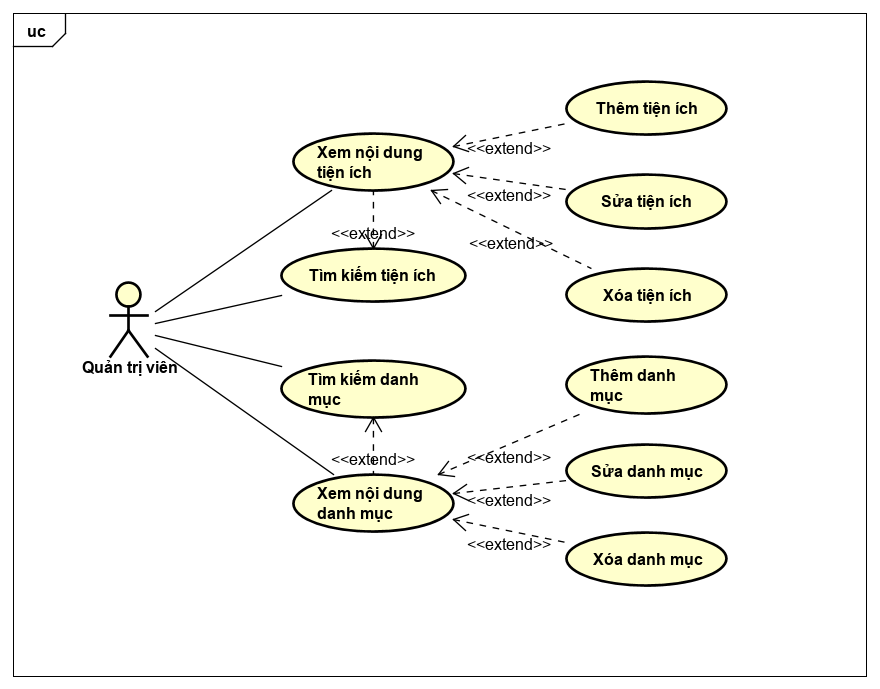 uc
Thêm tiện ích
Xem nội dung
tiện ích
<<extend>>
Sửa tiện ích
<<extend>>
<<extend>>
<<extend>>
Tìm kiếm tiện ích
Xóa tiện ích
Quản trị viên
Tìm kiếm danh
mục
Thêm danh
mục
<<extend>>
<<extend>>
Sửa danh mục
Xem nội dung
danh mục
<<extend>>
<<extend>>
Xóa danh mục